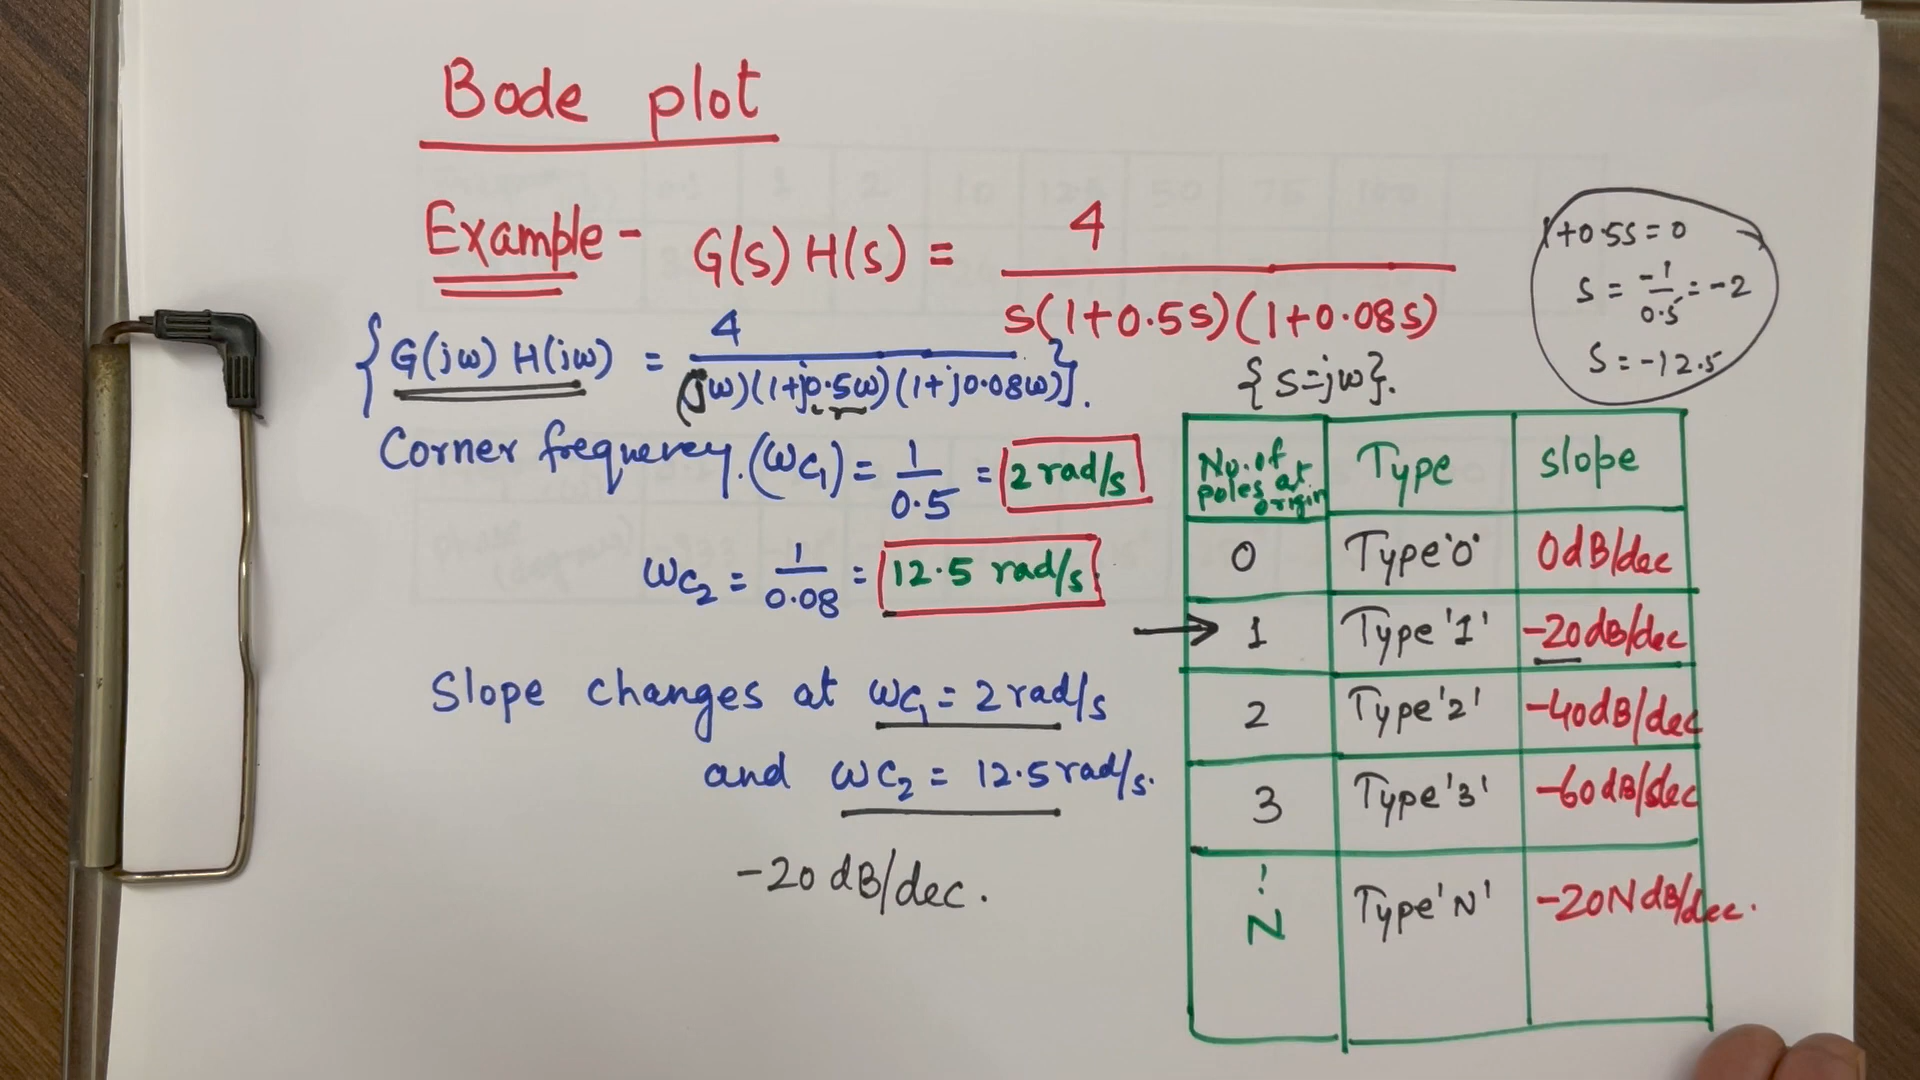 Bode plot
Example - G(s) H(s) = 4 / s(1+0.5s)(1+0.08s)
1+0.5s=0
s = -1/0.5 = -2
s = -12.5
{G(jω) H(jω) = 4 / (jω)(1+j0.5ω)(1+j0.08ω)}.
{s=jω}.
Corner frequency. (ωc1) = 1/0.5 = 2 rad/s
ωc2 = 1/0.08 = 12.5 rad/s
Slope changes at ωc1 = 2 rad/s
and ωc2 = 12.5 rad/s.
-20 dB/dec.
No. of poles at origin Type slope
0 Type'0' 0dB/dec
1 Type'1' -20dB/dec
2 Type'2' -40dB/dec
3 Type'3' -60dB/dec
N Type'N' -20NdB/dec.